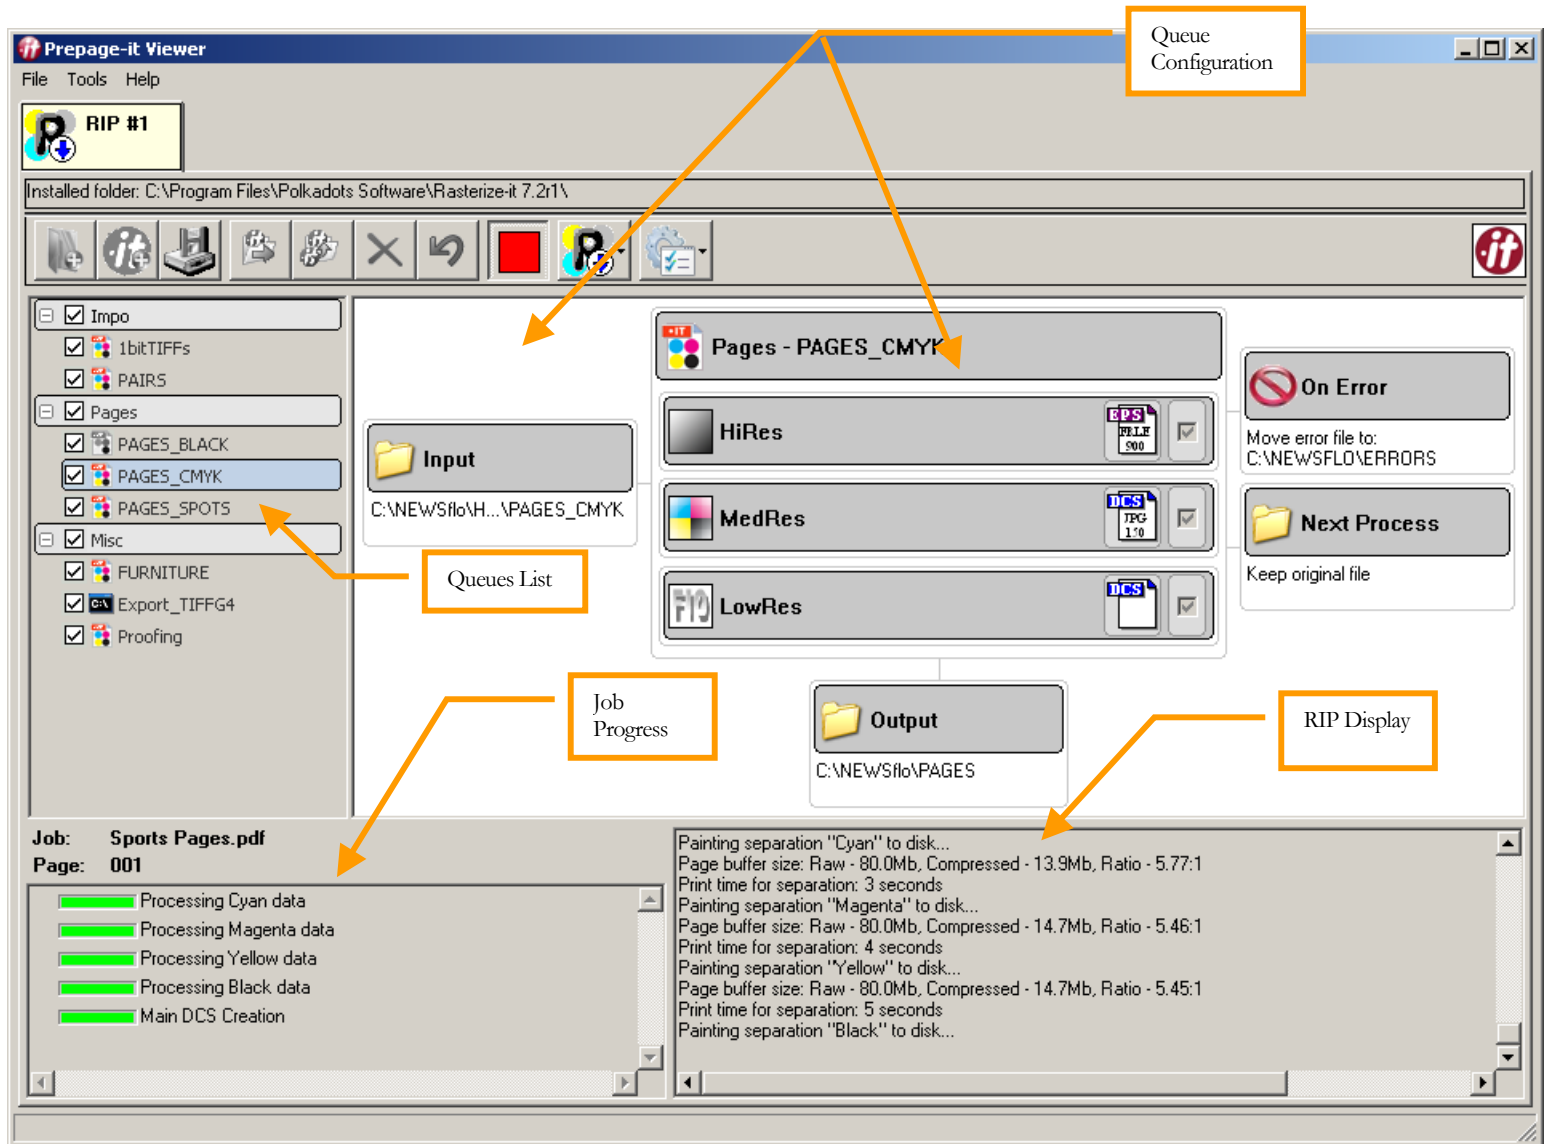 Queue
Configuration
Prepage-it Viewer
File Tools Help
RIP #1
Installed folder: C:\Program Files\Polkadots Software\Rasterize-it 7.2r1\
·it
Impo
1bitTIFFs
PAIRS
Pages
PAGES_BLACK
PAGES_CMYK
PAGES_SPOTS
Misc
FURNITURE
Export_TIFFG4
Proofing
Queues List
Input
C:\NEWSflo\H...\PAGES_CMYK
Pages - PAGES_CMYK
HiRes
EPS
900
MedRes
DCS
JPG
150
LowRes
DCS
On Error
Move error file to:
C:\NEWSFLO\ERRORS
Next Process
Keep original file
Output
C:\NEWSflo\PAGES
Job
Progress
RIP Display
Job: Sports Pages.pdf
Page: 001
Processing Cyan data
Processing Magenta data
Processing Yellow data
Processing Black data
Main DCS Creation
Painting separation "Cyan" to disk...
Page buffer size: Raw - 80.0Mb, Compressed - 13.9Mb, Ratio - 5.77:1
Print time for separation: 3 seconds
Painting separation "Magenta" to disk...
Page buffer size: Raw - 80.0Mb, Compressed - 14.7Mb, Ratio - 5.46:1
Print time for separation: 4 seconds
Painting separation "Yellow" to disk...
Page buffer size: Raw - 80.0Mb, Compressed - 14.7Mb, Ratio - 5.45:1
Print time for separation: 5 seconds
Painting separation "Black" to disk...